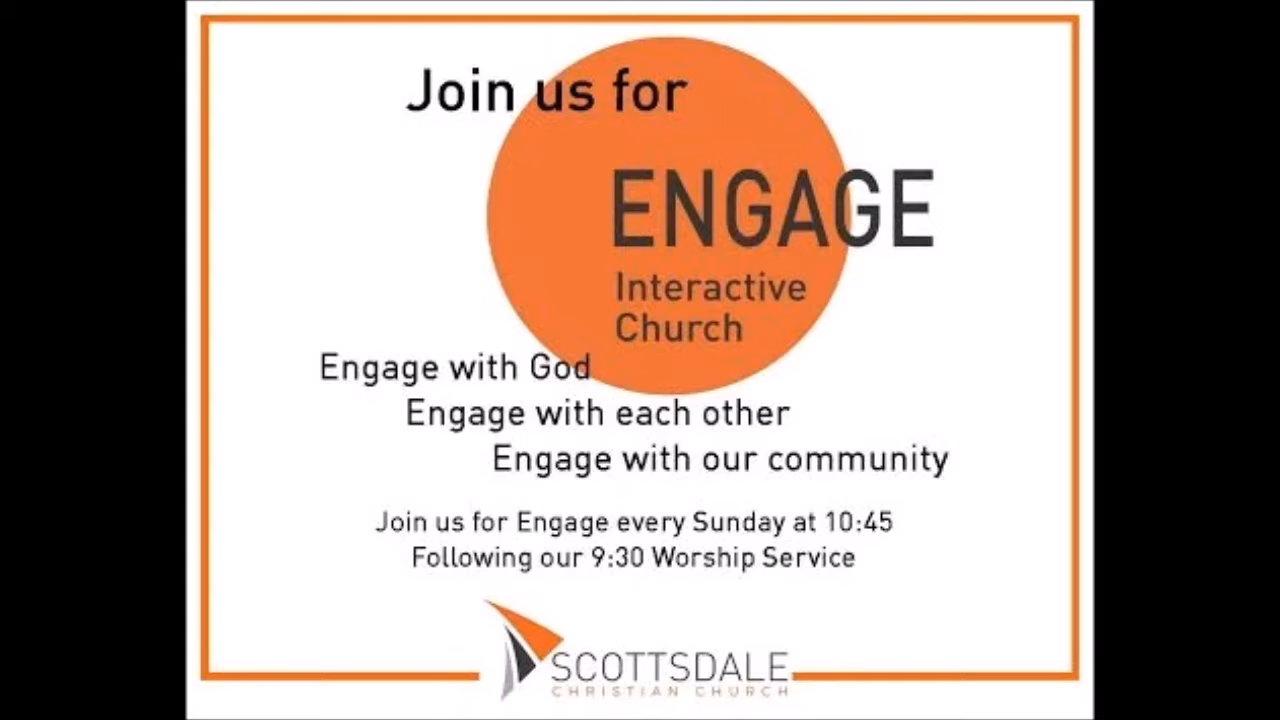 Join us for
ENGAGE
Interactive
Church
Engage with God
Engage with each other
Engage with our community
Join us for Engage every Sunday at 10:45
Following our 9:30 Worship Service
SCOTTSDALE
CHRISTIAN CHURCH